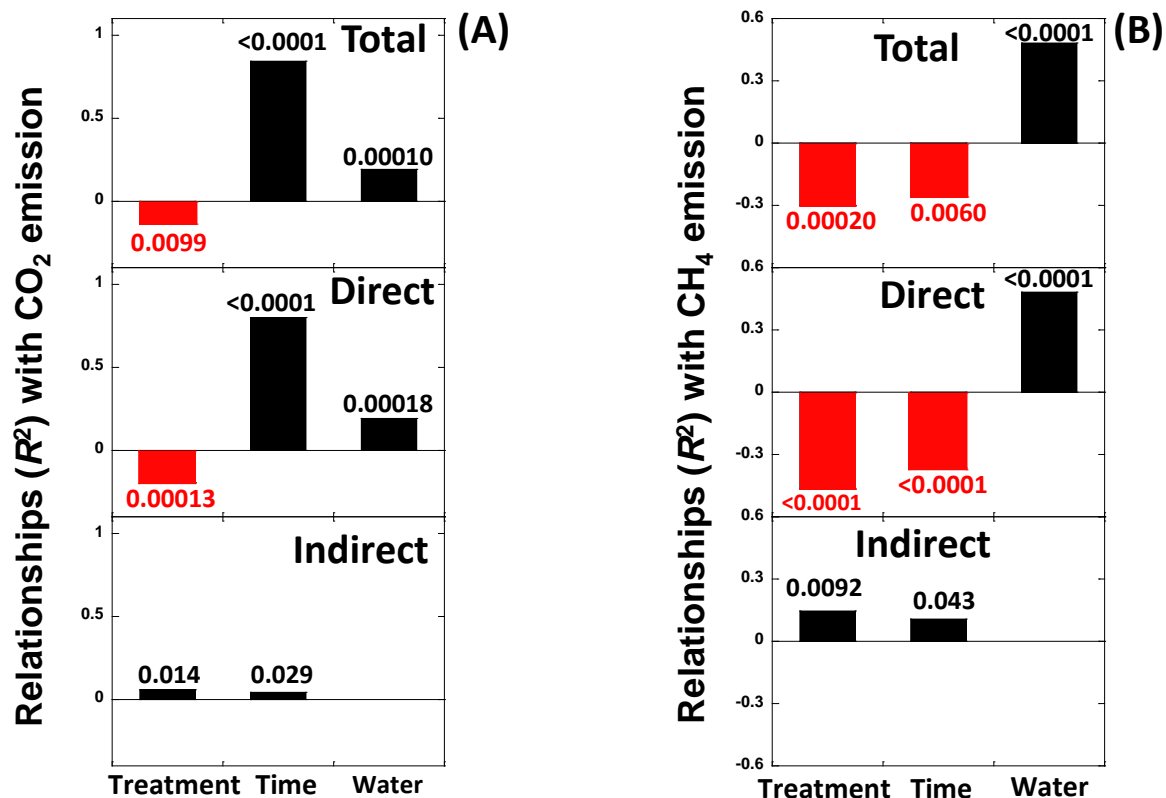 Relationships (R²) with CO₂ emission
(A)
Total
1
0.5
0
<0.0001
0.00010
0.0099
Direct
1
0.5
0
<0.0001
0.00018
0.00013
Indirect
1
0.5
0
0.014
0.029
Treatment
Time
Water
Relationships (R²) with CH₄ emission
(B)
Total
0.6
0.3
0
-0.3
<0.0001
0.00020
0.0060
Direct
0.6
0.3
0
-0.3
<0.0001
<0.0001
<0.0001
Indirect
0.6
0.3
0
-0.3
-0.6
0.0092
0.043
Treatment
Time
Water